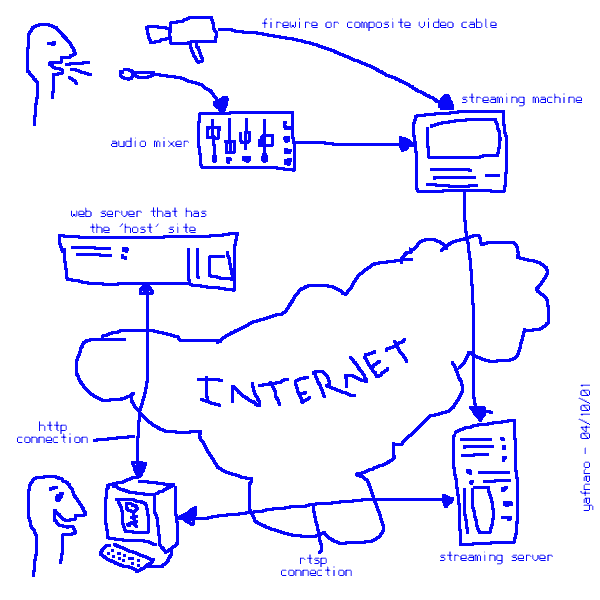 firewire or composite video cable
streaming machine
audio mixer
web server that has
the 'host' site
INTERNET
http
connection
rtsp
connection
streaming server
yafnaro - 04/10/01